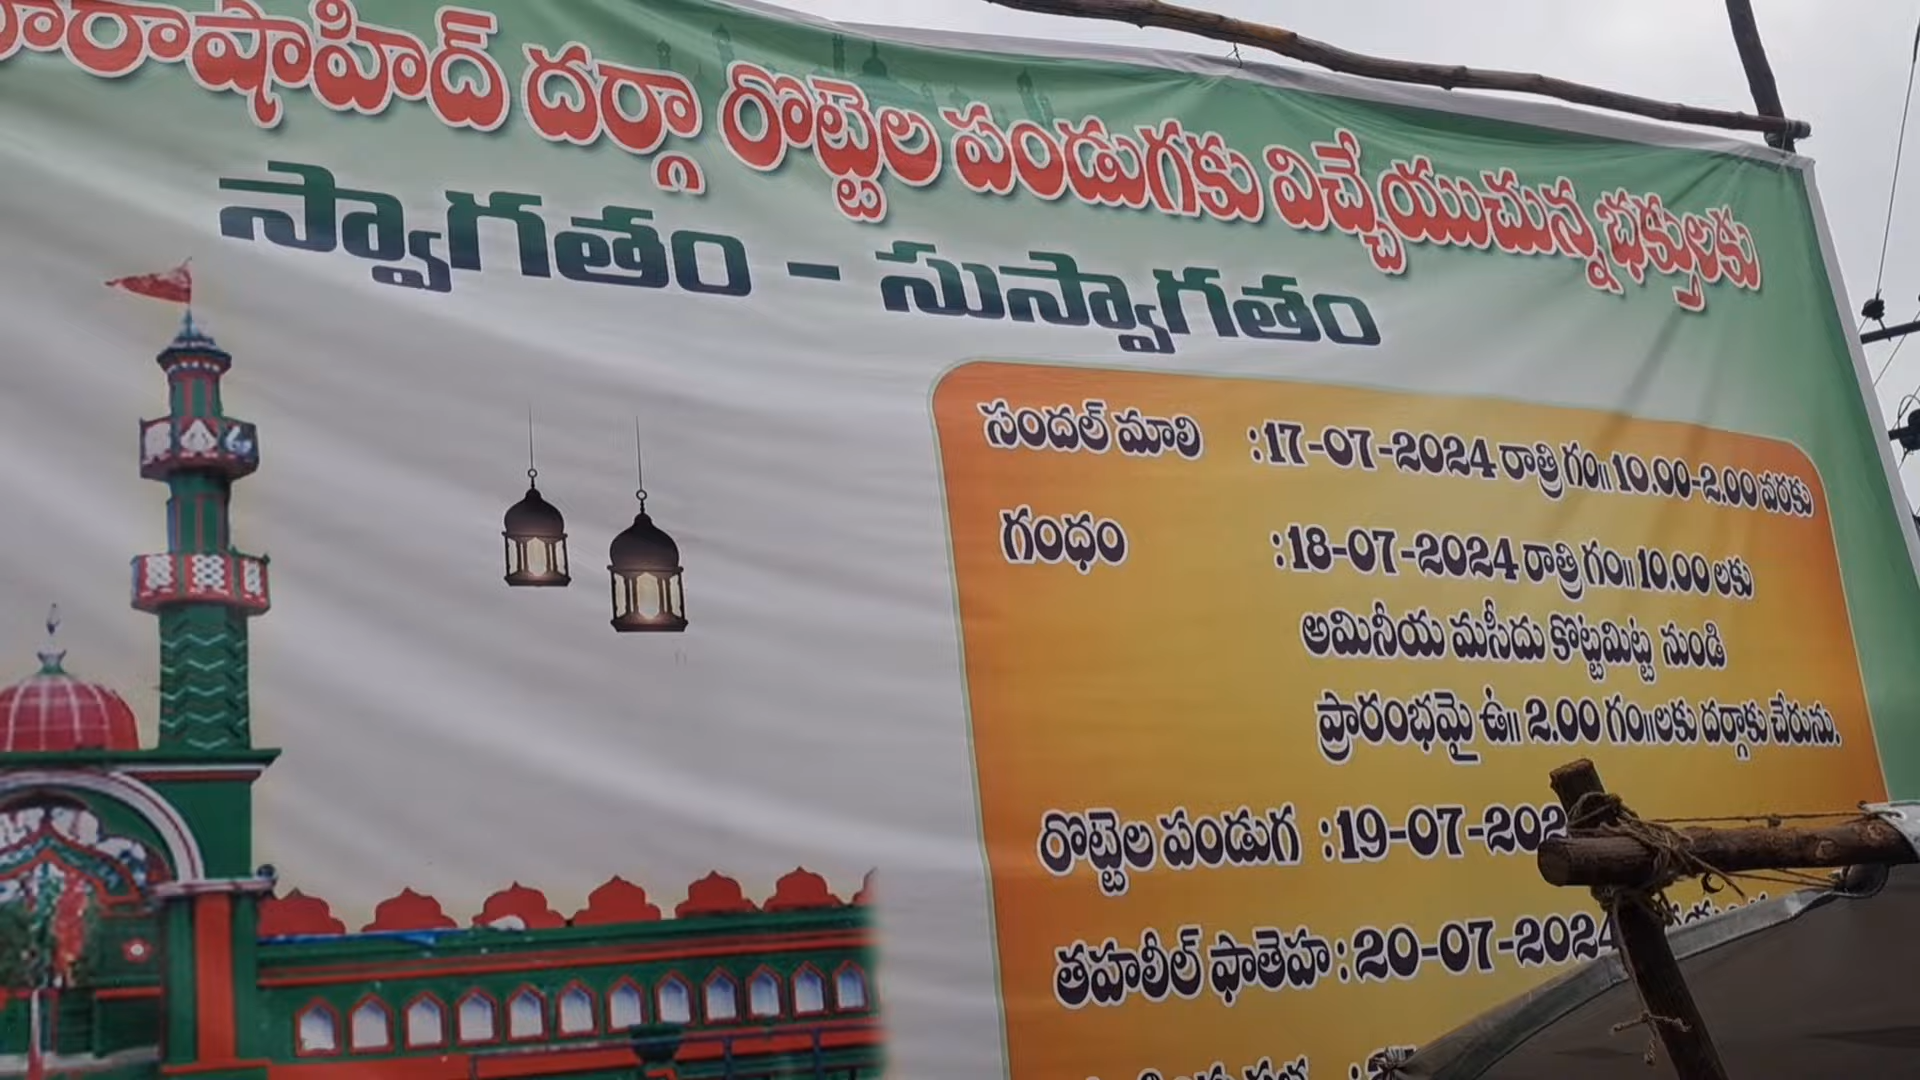 దర్గా రొట్టెల పండుగకు విచ్చేయుచున్న భక్తులకు
స్వాగతం - సుస్వాగతం
సందల్ మాలి : 17-07-2024 రాత్రి గం॥ 10.00-2.00 వరకు
గంధం : 18-07-2024 రాత్రి గం॥ 10.00 లకు
అమినీయ మసీదు కొట్టమిట్ట నుండి
ప్రారంభమై ఉ॥ 2.00 గం॥లకు దర్గాకు చేరును.
రొట్టెల పండుగ : 19-07-202
తహలీల్ ఫాతెహ : 20-07-2024